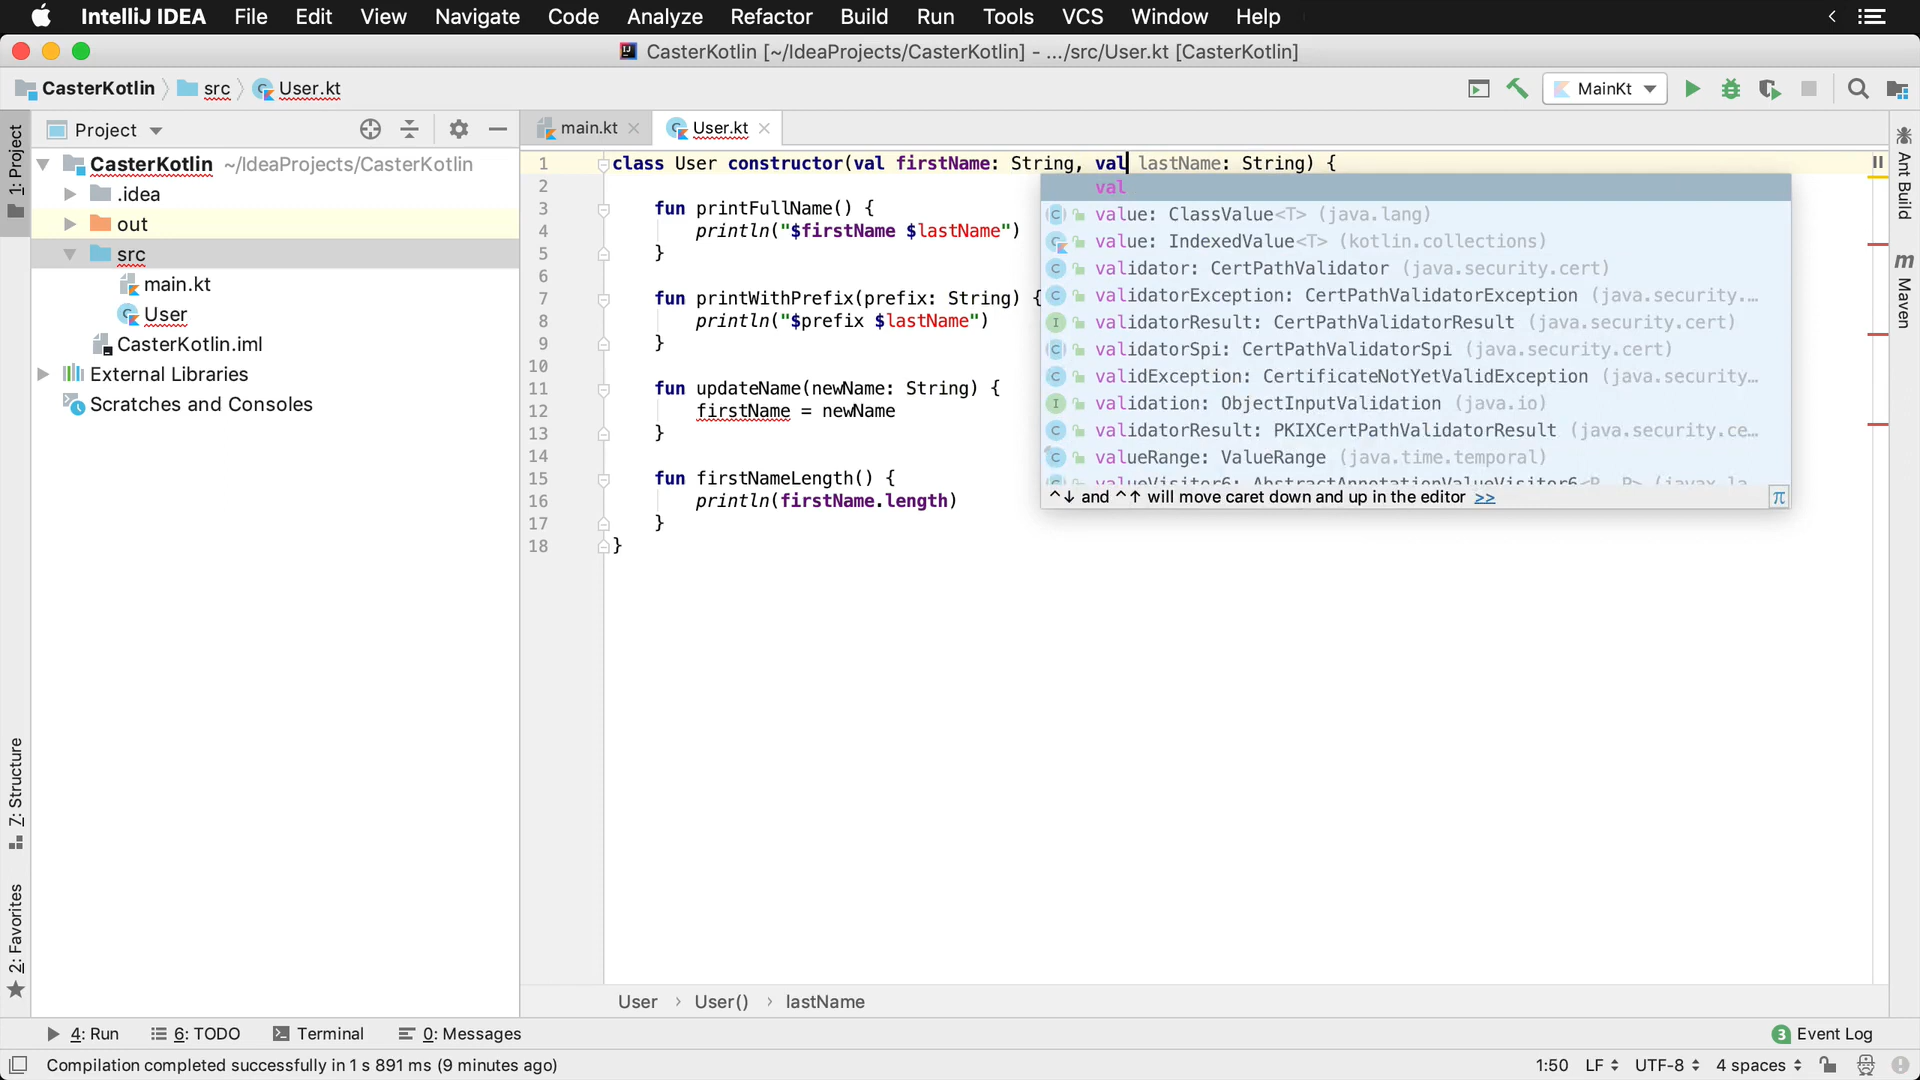 IntelliJ IDEA File Edit View Navigate Code Analyze Refactor Build Run Tools VCS Window Help
CasterKotlin [~/IdeaProjects/CasterKotlin] - .../src/User.kt [CasterKotlin]
CasterKotlin src User.kt MainKt
1: Project
Project
main.kt User.kt
CasterKotlin ~/IdeaProjects/CasterKotlin
.idea
out
src
main.kt
User
CasterKotlin.iml
External Libraries
Scratches and Consoles
1 class User constructor(val firstName: String, val lastName: String) {
2
3 fun printFullName() {
4 println("$firstName $lastName")
5 }
6
7 fun printWithPrefix(prefix: String) {
8 println("$prefix $lastName")
9 }
10
11 fun updateName(newName: String) {
12 firstName = newName
13 }
14
15 fun firstNameLength() {
16 println(firstName.length)
17 }
18 }
val
value: ClassValue<T> (java.lang)
value: IndexedValue<T> (kotlin.collections)
validator: CertPathValidator (java.security.cert)
validatorException: CertPathValidatorException (java.security.…
validatorResult: CertPathValidatorResult (java.security.cert)
validatorSpi: CertPathValidatorSpi (java.security.cert)
validException: CertificateNotYetValidException (java.security…
validation: ObjectInputValidation (java.io)
validatorResult: PKIXCertPathValidatorResult (java.security.ce…
valueRange: ValueRange (java.time.temporal)
valueVisitor6: AbstractAnnotationValueVisitor6<R, P> (javax.la…
^↓ and ^↑ will move caret down and up in the editor >> π
Ant Build
m Maven
Z: Structure
2: Favorites
User › User() › lastName
4: Run 6: TODO Terminal 0: Messages 3 Event Log
Compilation completed successfully in 1 s 891 ms (9 minutes ago) 1:50 LF UTF-8 4 spaces